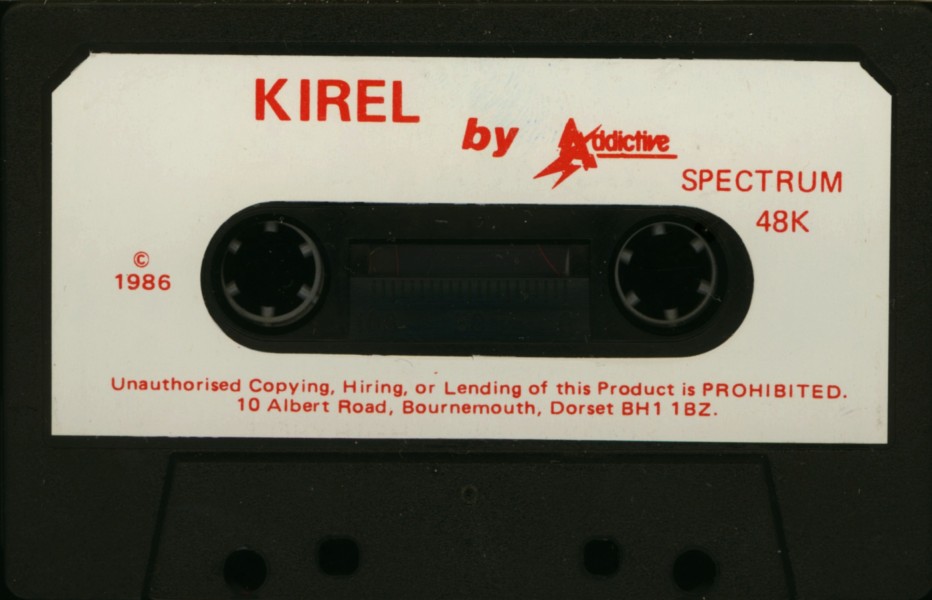 KIREL
by Addictive
SPECTRUM
48K
©
1986
Unauthorised Copying, Hiring, or Lending of this Product is PROHIBITED.
10 Albert Road, Bournemouth, Dorset BH1 1BZ.